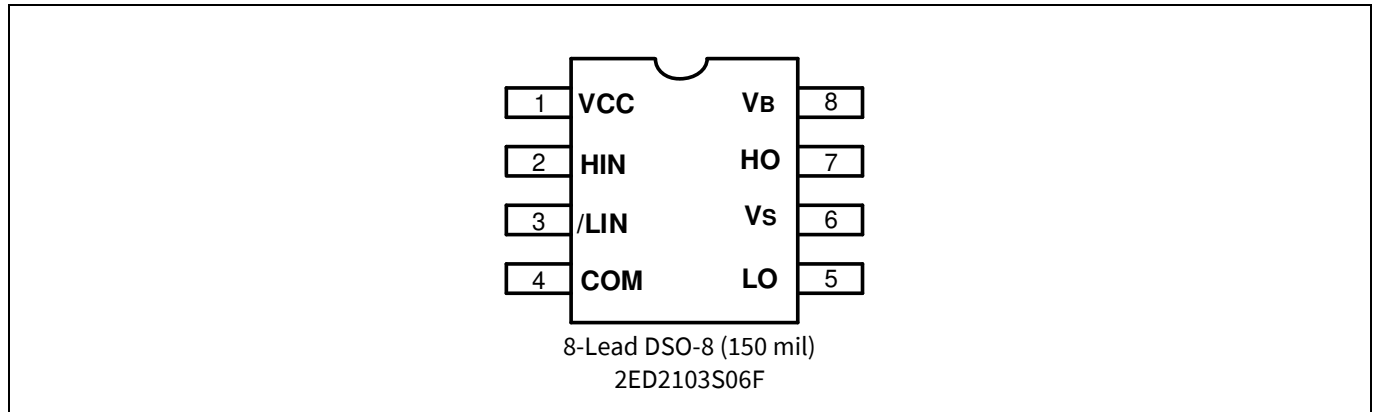 1 VCC VB 8
2 HIN HO 7
3 /LIN VS 6
4 COM LO 5
8-Lead DSO-8 (150 mil)
2ED2103S06F